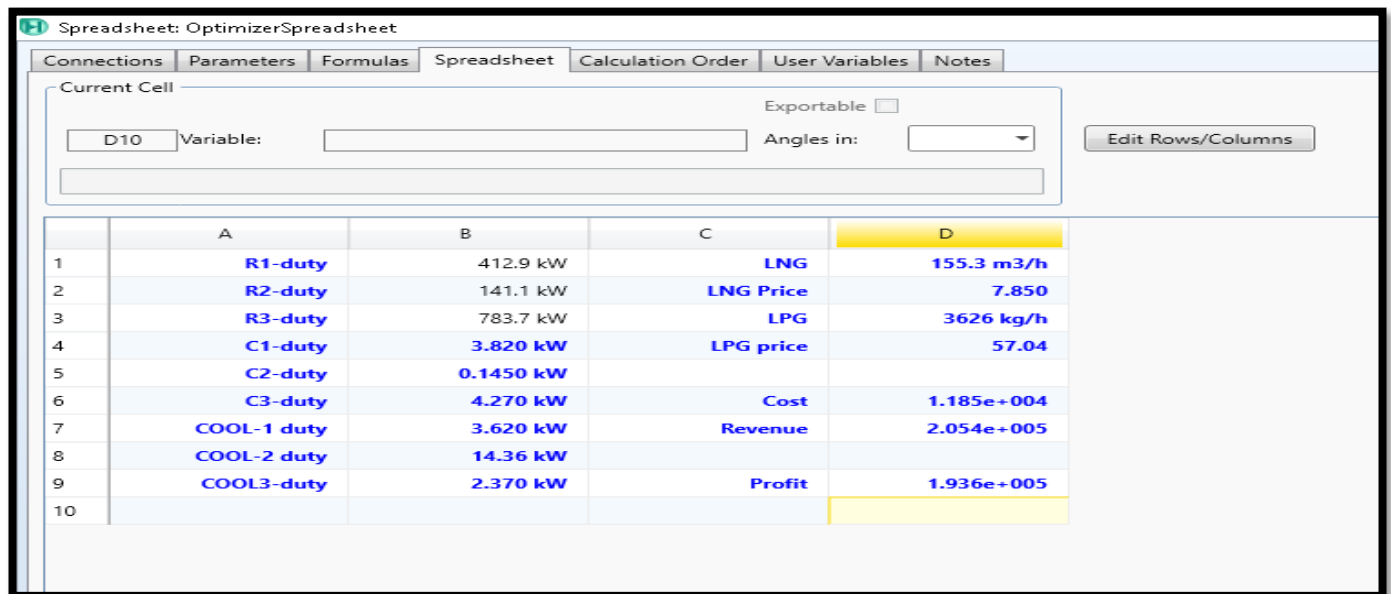 Spreadsheet: OptimizerSpreadsheet
Connections Parameters Formulas Spreadsheet Calculation Order User Variables Notes
Current Cell
Exportable
D10 Variable: Angles in: Edit Rows/Columns
A B C D
1 R1-duty 412.9 kW LNG 155.3 m3/h
2 R2-duty 141.1 kW LNG Price 7.850
3 R3-duty 783.7 kW LPG 3626 kg/h
4 C1-duty 3.820 kW LPG price 57.04
5 C2-duty 0.1450 kW
6 C3-duty 4.270 kW Cost 1.185e+004
7 COOL-1 duty 3.620 kW Revenue 2.054e+005
8 COOL-2 duty 14.36 kW
9 COOL3-duty 2.370 kW Profit 1.936e+005
10